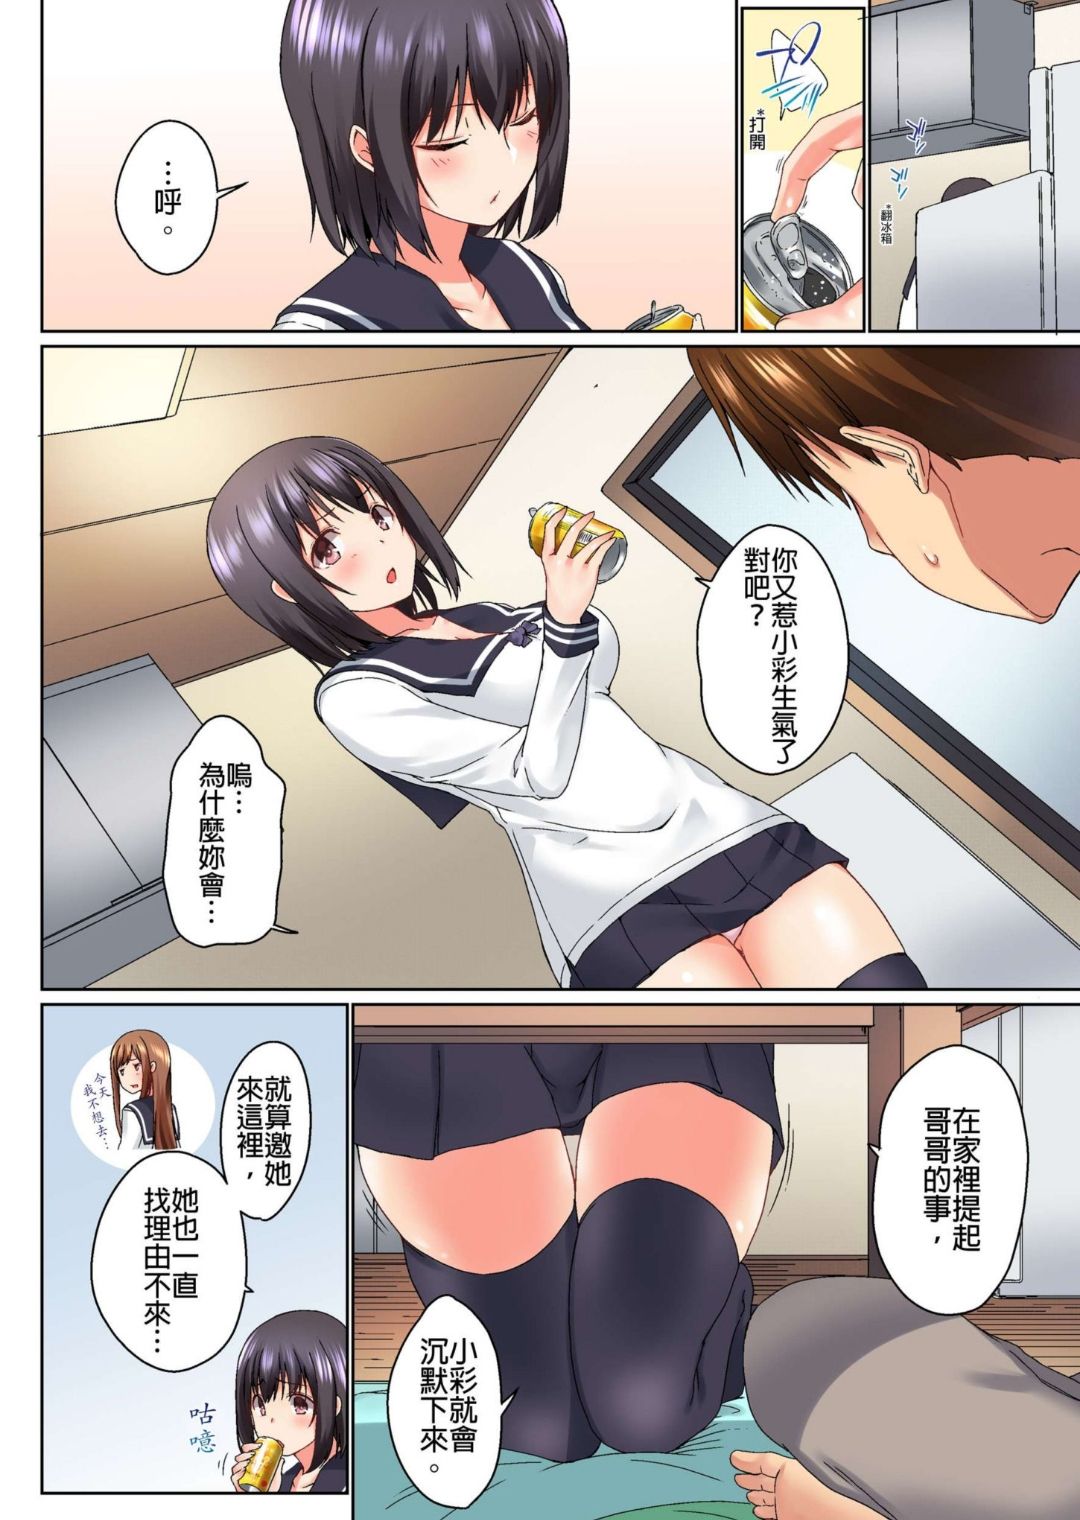 *翻冰箱
*打開
…呼。
你又惹小彩生氣了
對吧？
嗚…
為什麼妳會…
在家裡提起
哥哥的事，
小彩就會
沉默下來。
就算邀她
來這裡，
今天
我不想去…
她也一直
找理由不來…
咕噫